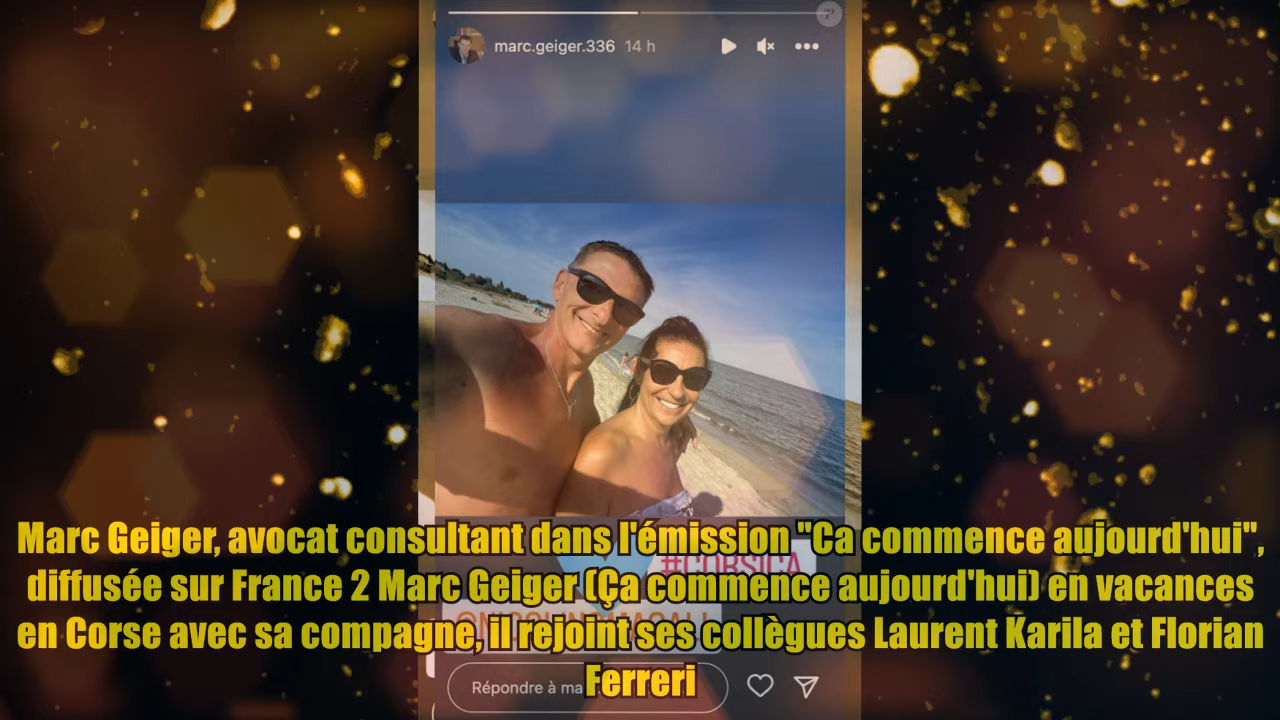 marc.geiger.336 14 h
#CORSICA
Marc Geiger, avocat consultant dans l'émission "Ca commence aujourd'hui",
diffusée sur France 2 Marc Geiger (Ça commence aujourd'hui) en vacances
en Corse avec sa compagne, il rejoint ses collègues Laurent Karila et Florian
Ferreri
Répondre à ma